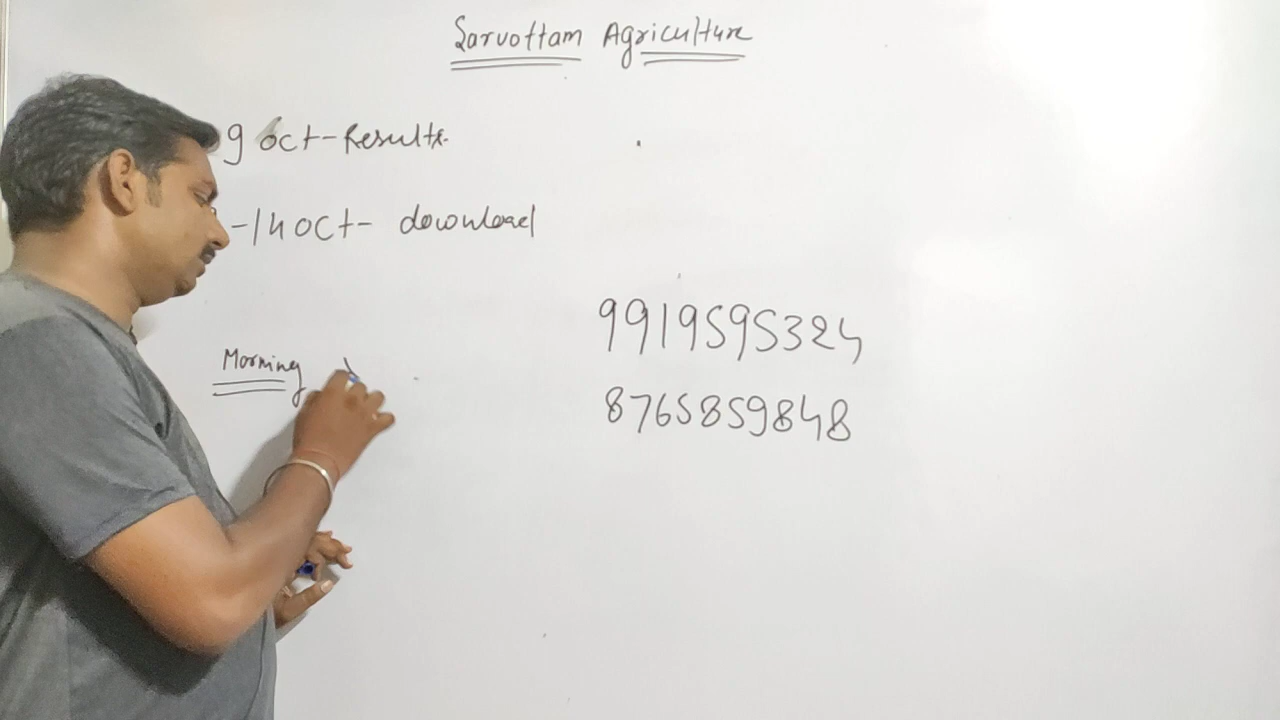 Sarvottam Agriculture
9 Oct-Results.
-14 OCt- download
Morning
9919595324
8765859848